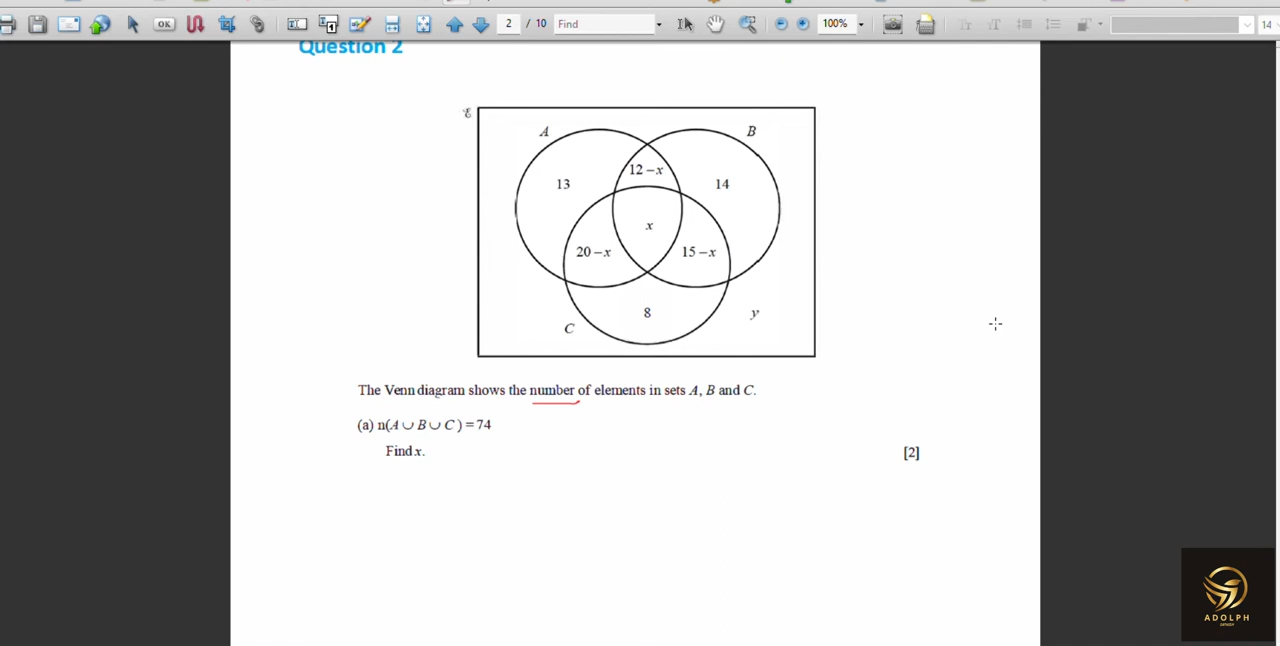 OK
2 / 10
Find
100%
14
Question 2
ℰ
A
B
12 – x
13
14
x
20 – x
15 – x
8
y
C
The Venn diagram shows the number of elements in sets A, B and C.
(a) n(A ∪ B ∪ C) = 74
Find x.
[2]
ADOLPH